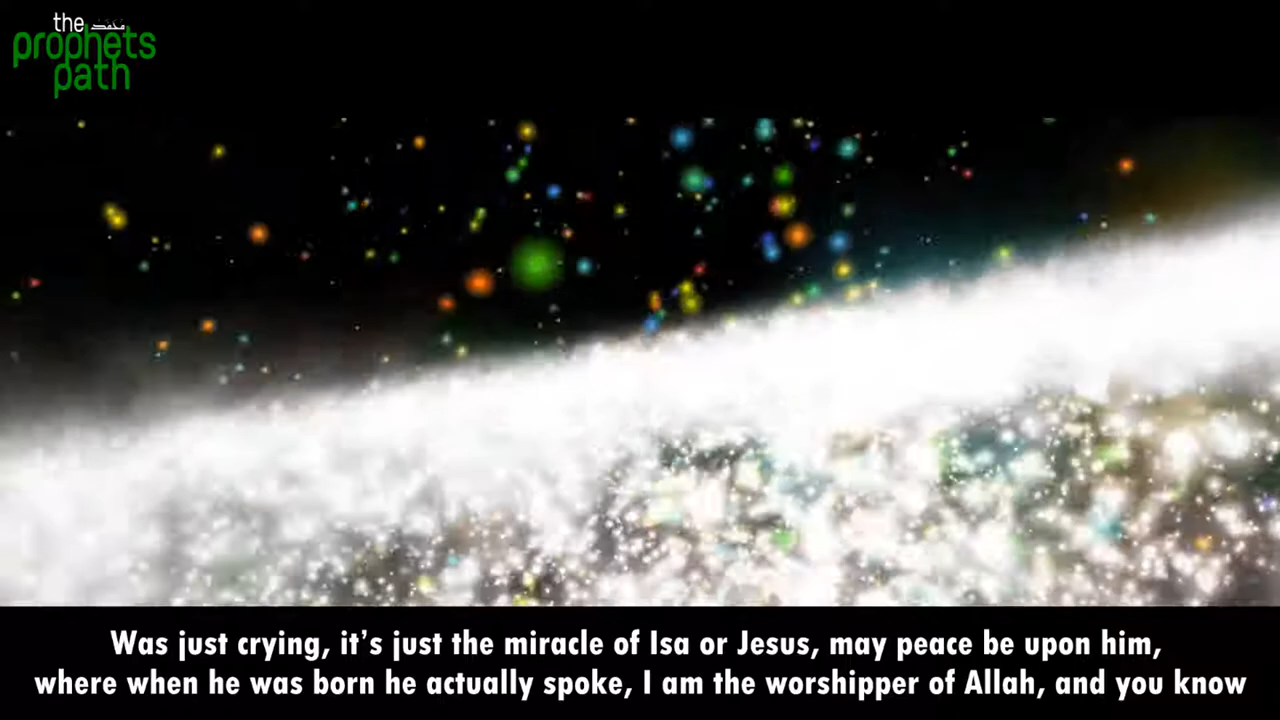 the محمد
prophets
path
Was just crying, it's just the miracle of Isa or Jesus, may peace be upon him,
where when he was born he actually spoke, I am the worshipper of Allah, and you know